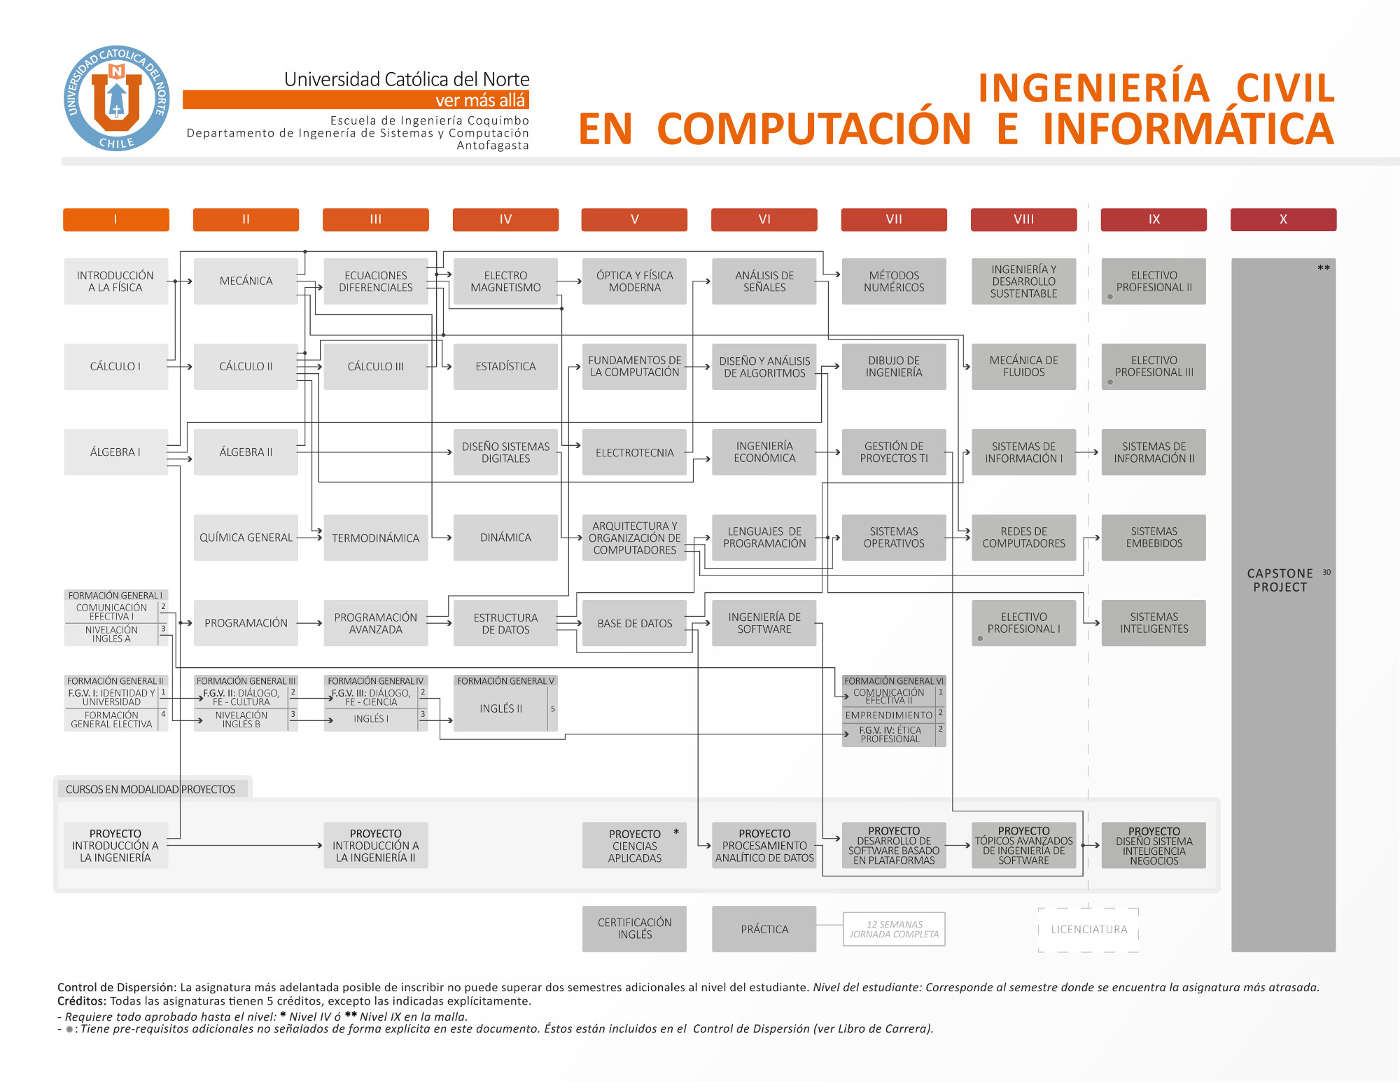 UNIVERSIDAD CATOLICA DEL NORTE
N
CHILE
Universidad Católica del Norte
ver más allá
Escuela de Ingeniería Coquimbo
Departamento de Ingenería de Sistemas y Computación
Antofagasta
INGENIERÍA CIVIL
EN COMPUTACIÓN E INFORMÁTICA
I II III IV V VI VII VIII IX X
INTRODUCCIÓN
A LA FÍSICA
MECÁNICA
ECUACIONES
DIFERENCIALES
ELECTRO
MAGNETISMO
ÓPTICA Y FÍSICA
MODERNA
ANÁLISIS DE
SEÑALES
MÉTODOS
NUMÉRICOS
INGENIERÍA Y
DESARROLLO
SUSTENTABLE
ELECTIVO
PROFESIONAL II
**
CÁLCULO I
CÁLCULO II
CÁLCULO III
ESTADÍSTICA
FUNDAMENTOS DE
LA COMPUTACIÓN
DISEÑO Y ANÁLISIS
DE ALGORITMOS
DIBUJO DE
INGENIERÍA
MECÁNICA DE
FLUIDOS
ELECTIVO
PROFESIONAL III
ÁLGEBRA I
ÁLGEBRA II
DISEÑO SISTEMAS
DIGITALES
ELECTROTECNIA
INGENIERÍA
ECONÓMICA
GESTIÓN DE
PROYECTOS TI
SISTEMAS DE
INFORMACIÓN I
SISTEMAS DE
INFORMACIÓN II
QUÍMICA GENERAL
TERMODINÁMICA
DINÁMICA
ARQUITECTURA Y
ORGANIZACIÓN DE
COMPUTADORES
LENGUAJES DE
PROGRAMACIÓN
SISTEMAS
OPERATIVOS
REDES DE
COMPUTADORES
SISTEMAS
EMBEBIDOS
CAPSTONE 30
PROJECT
FORMACIÓN GENERAL I
COMUNICACIÓN 2
EFECTIVA I
NIVELACIÓN 3
INGLÉS A
PROGRAMACIÓN
PROGRAMACIÓN
AVANZADA
ESTRUCTURA
DE DATOS
BASE DE DATOS
INGENIERÍA DE
SOFTWARE
ELECTIVO
PROFESIONAL I
SISTEMAS
INTELIGENTES
FORMACIÓN GENERAL II
F.G.V. I: IDENTIDAD Y 1
UNIVERSIDAD
FORMACIÓN 4
GENERAL ELECTIVA
FORMACIÓN GENERAL III
F.G.V. II: DIÁLOGO, 2
FE - CULTURA
NIVELACIÓN 3
INGLÉS B
FORMACIÓN GENERAL IV
F.G.V. III: DIÁLOGO, 2
FE - CIENCIA
INGLÉS I 3
FORMACIÓN GENERAL V
INGLÉS II 5
FORMACIÓN GENERAL VI
COMUNICACIÓN 1
EFECTIVA II
EMPRENDIMIENTO 2
F.G.V. IV: ÉTICA 2
PROFESIONAL
CURSOS EN MODALIDAD PROYECTOS
PROYECTO
INTRODUCCIÓN A
LA INGENIERÍA
PROYECTO
INTRODUCCIÓN A
LA INGENIERÍA II
PROYECTO *
CIENCIAS
APLICADAS
PROYECTO
PROCESAMIENTO
ANALÍTICO DE DATOS
PROYECTO
DESARROLLO DE
SOFTWARE BASADO
EN PLATAFORMAS
PROYECTO
TÓPICOS AVANZADOS
DE INGENIERÍA DE
SOFTWARE
PROYECTO
DISEÑO SISTEMA
INTELIGENCIA
NEGOCIOS
CERTIFICACIÓN
INGLÉS
PRÁCTICA
12 SEMANAS
JORNADA COMPLETA
LICENCIATURA
Control de Dispersión: La asignatura más adelantada posible de inscribir no puede superar dos semestres adicionales al nivel del estudiante. Nivel del estudiante: Corresponde al semestre donde se encuentra la asignatura más atrasada.
Créditos: Todas las asignaturas tienen 5 créditos, excepto las indicadas explícitamente.
- Requiere todo aprobado hasta el nivel: * Nivel IV ó ** Nivel IX en la malla.
- ●: Tiene pre-requisitos adicionales no señalados de forma explícita en este documento. Éstos están incluidos en el Control de Dispersión (ver Libro de Carrera).